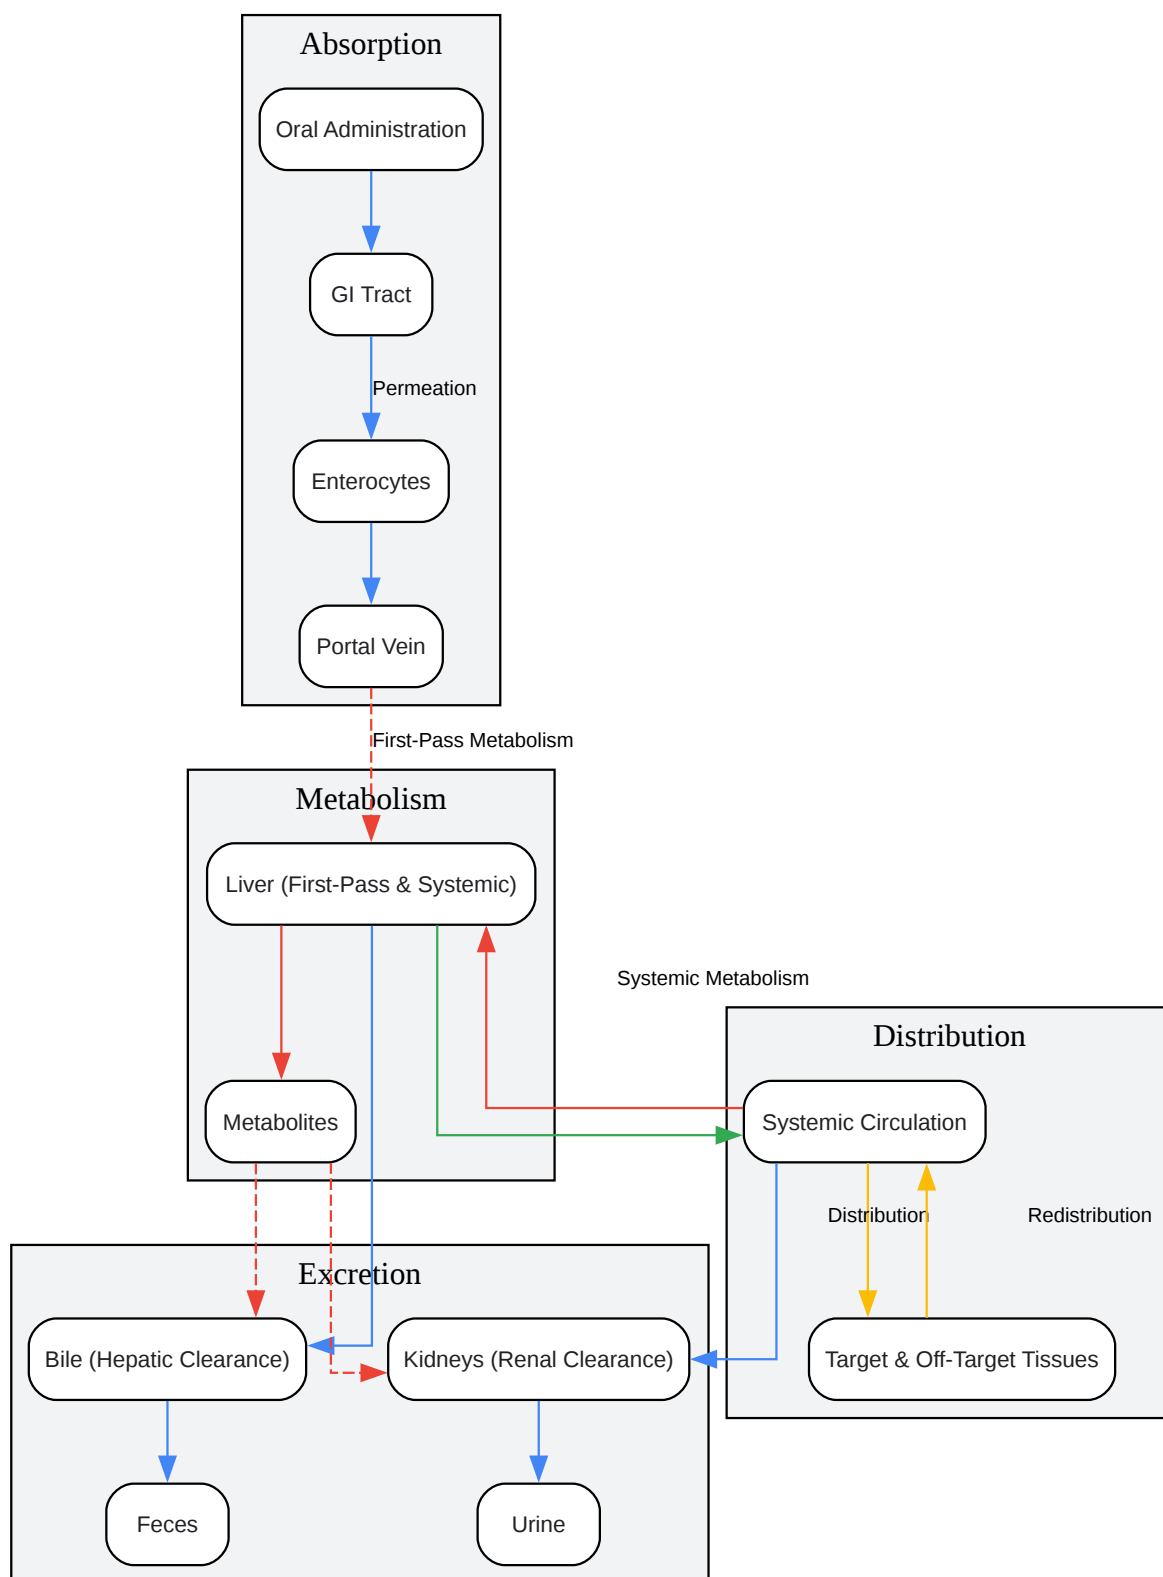 Absorption
Oral Administration
GI Tract
Permeation
Enterocytes
Portal Vein
First-Pass Metabolism
Metabolism
Liver (First-Pass & Systemic)
Systemic Metabolism
Distribution
Metabolites
Systemic Circulation
Distribution
Redistribution
Excretion
Bile (Hepatic Clearance)
Kidneys (Renal Clearance)
Target & Off-Target Tissues
Feces
Urine